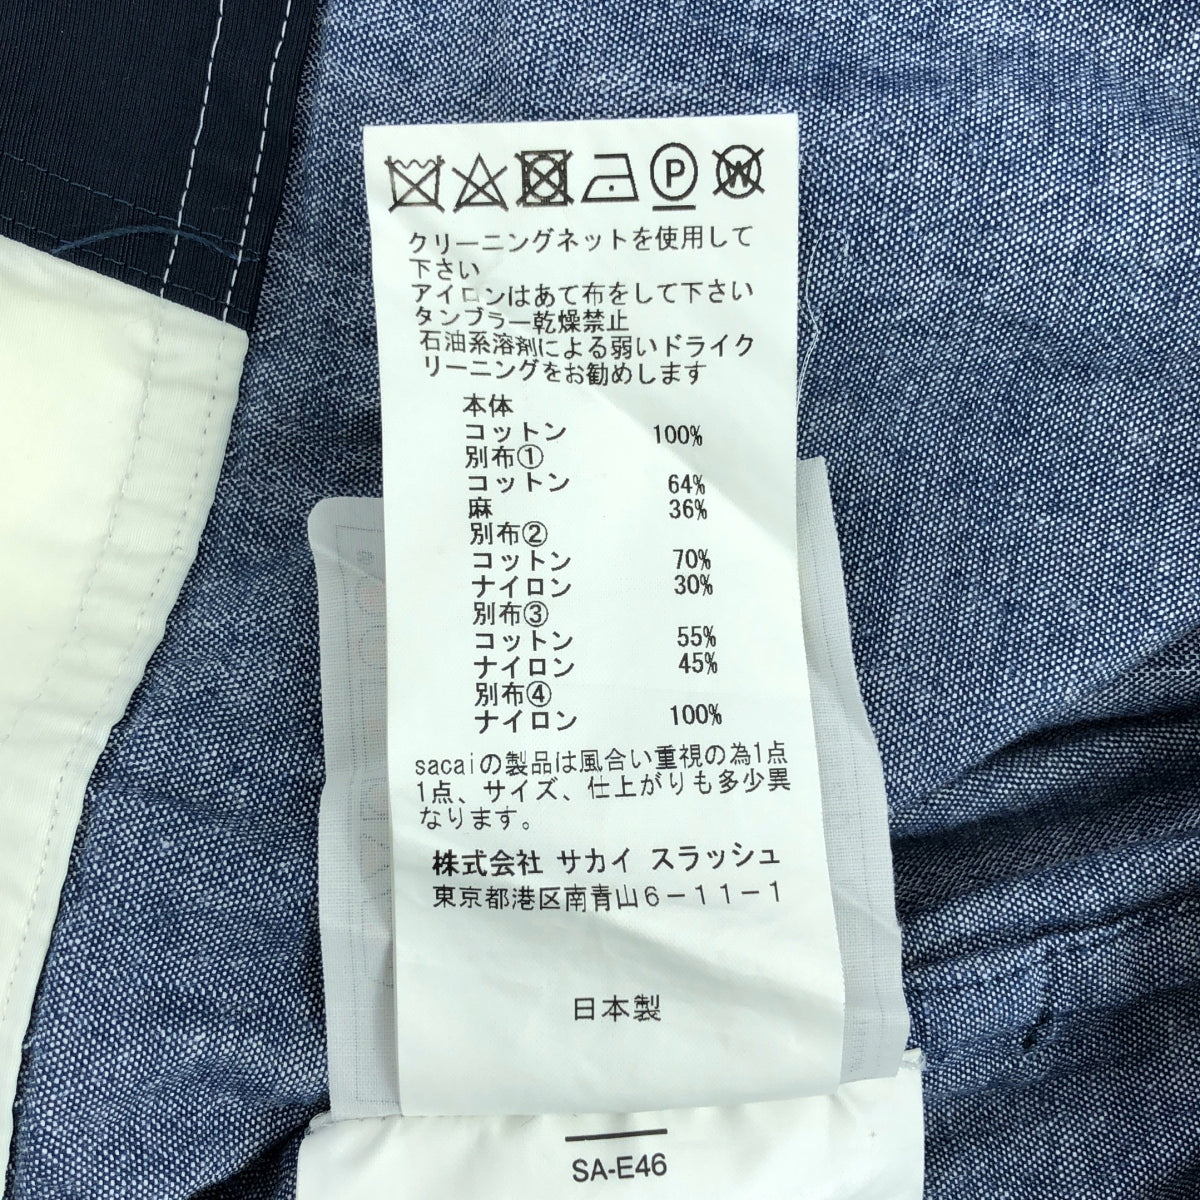 P
W
クリーニングネットを使用して
下さい
アイロンはあて布をして下さい
タンブラー乾燥禁止
石油系溶剤による弱いドライク
リーニングをお勧めします
本体
コットン 100%
別布①
コットン 64%
麻 36%
別布②
コットン 70%
ナイロン 30%
別布③
コットン 55%
ナイロン 45%
別布④
ナイロン 100%
sacaiの製品は風合い重視の為1点
1点、サイズ、仕上がりも多少異
なります。
株式会社 サカイ スラッシュ
東京都港区南青山6-11-1
日本製
SA-E46